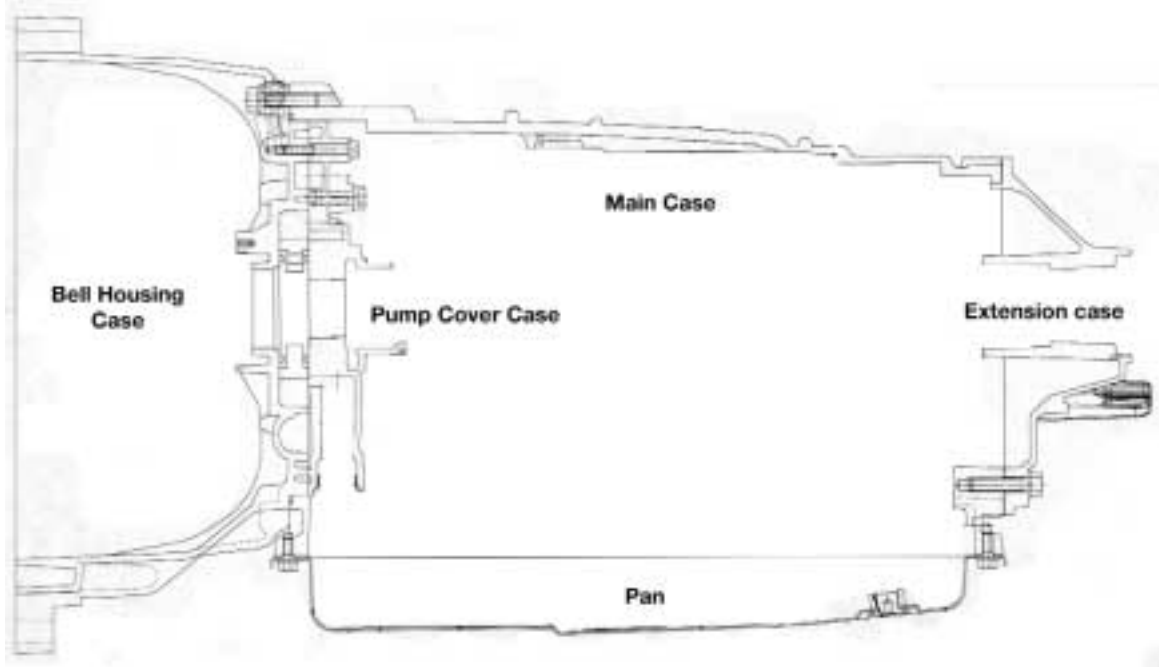 Main Case
Bell Housing
Case
Pump Cover Case
Extension case
Pan